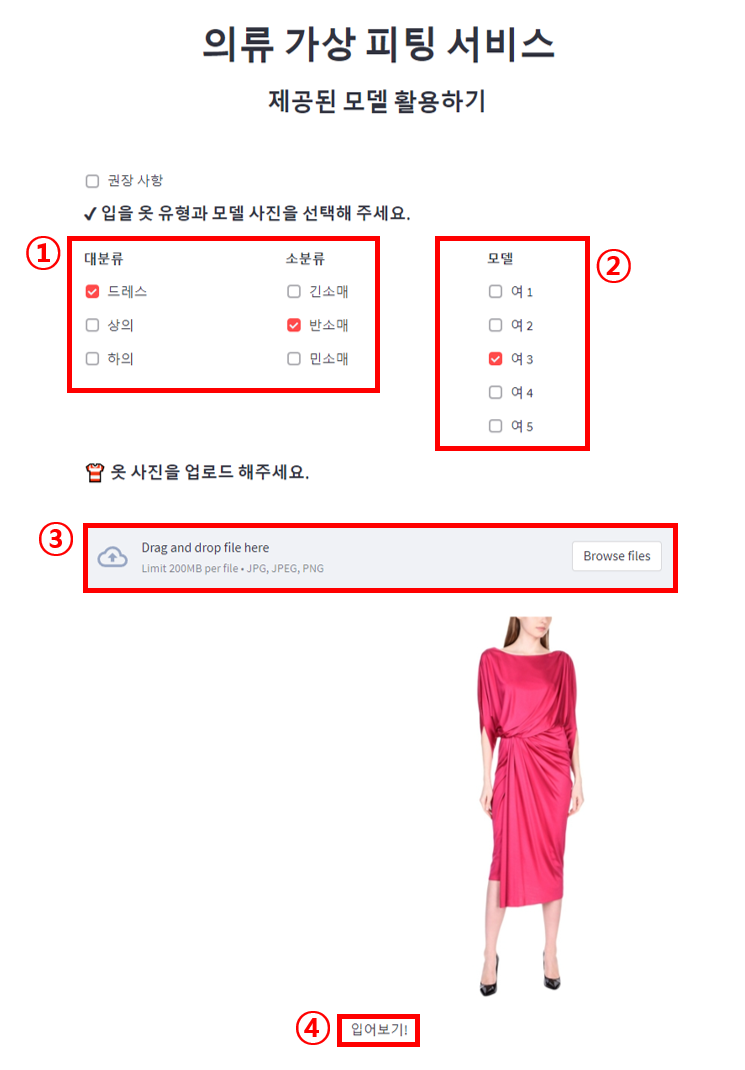 의류 가상 피팅 서비스
제공된 모델 활용하기
권장 사항
✓ 입을 옷 유형과 모델 사진을 선택해 주세요.
①
대분류 소분류 모델
②
드레스 긴소매 여 1
상의 반소매 여 2
하의 민소매 여 3
여 4
여 5
옷 사진을 업로드 해주세요.
③
Drag and drop file here
Limit 200MB per file • JPG, JPEG, PNG
Browse files
④ 입어보기!